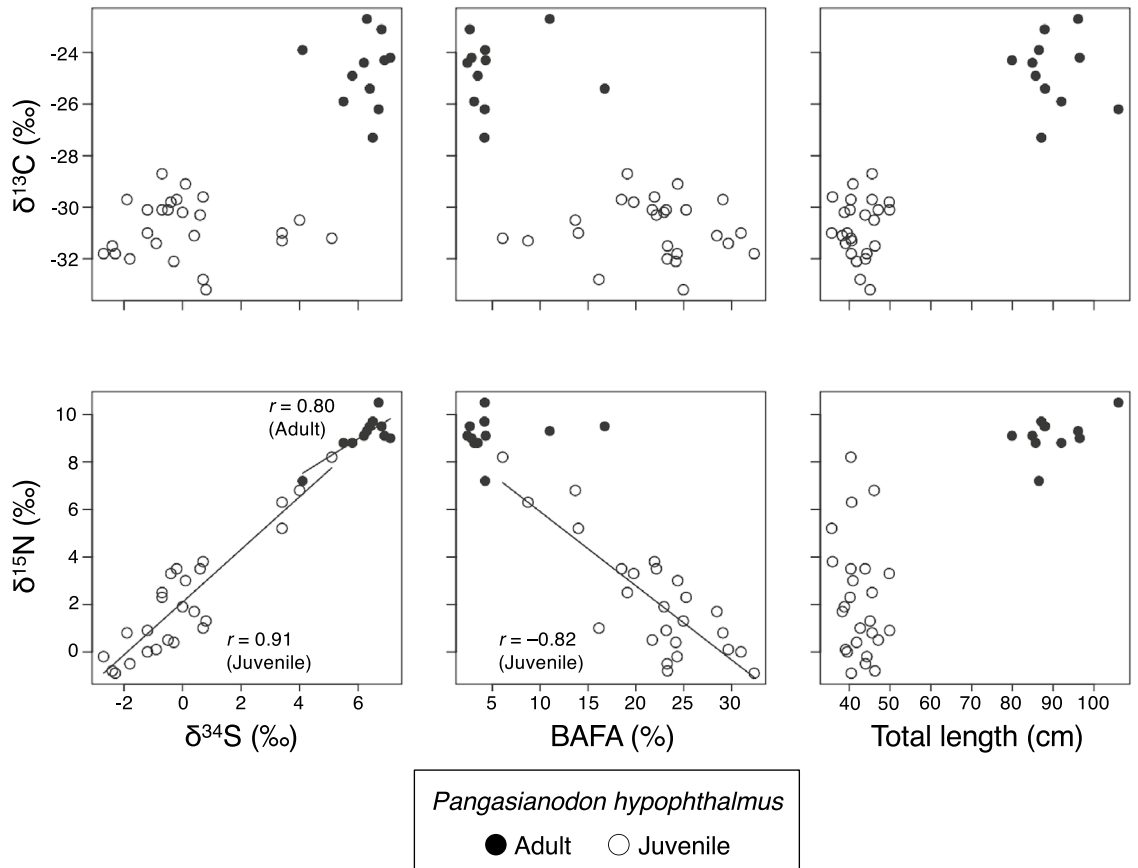 δ¹³C (‰)
-24
-26
-28
-30
-32
δ¹⁵N (‰)
10
8
6
4
2
0
r = 0.80
(Adult)
r = 0.91
(Juvenile)
r = −0.82
(Juvenile)
-2 0 2 4 6
5 10 15 20 25 30
40 50 60 70 80 90 100
δ³⁴S (‰)
BAFA (%)
Total length (cm)
Pangasianodon hypophthalmus
Adult Juvenile